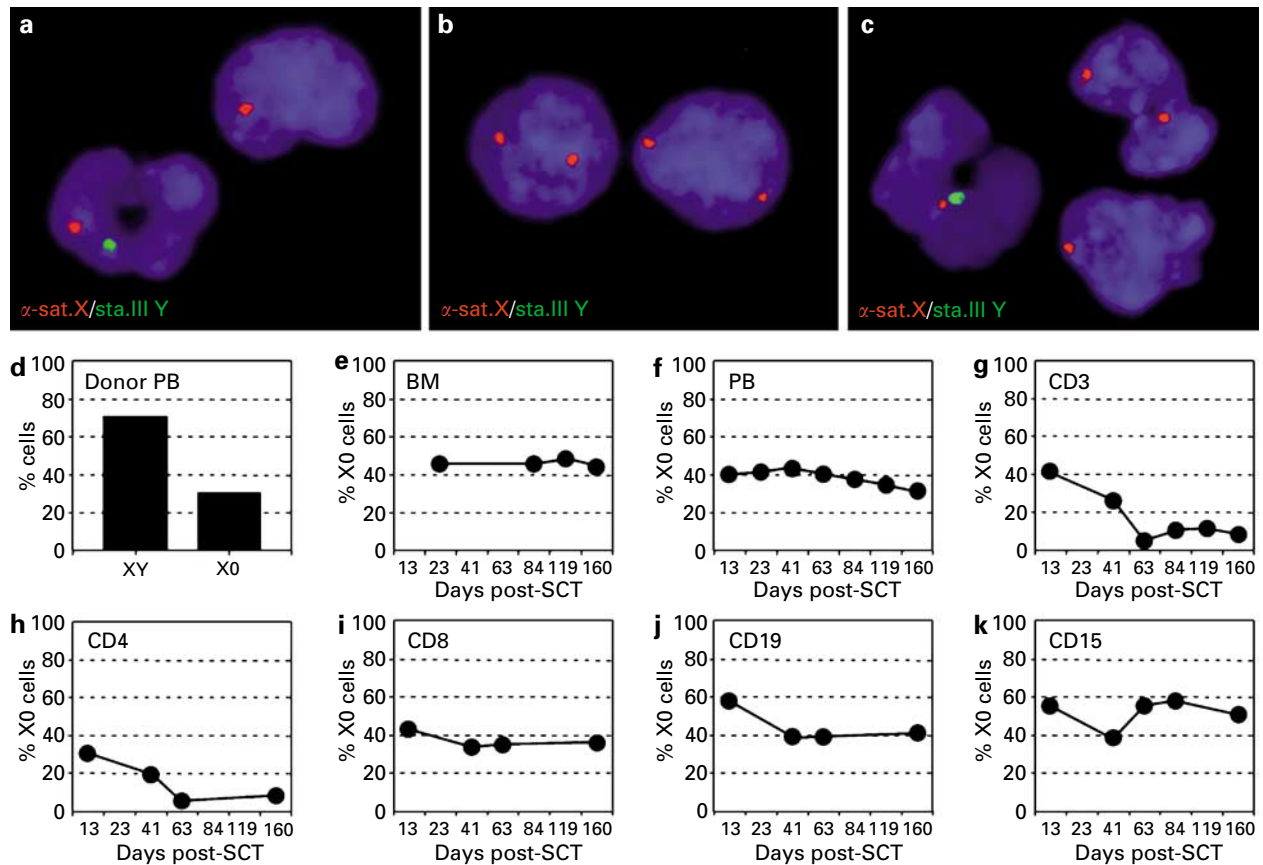 a
α-sat.X/sta.III Y
b
α-sat.X/sta.III Y
c
α-sat.X/sta.III Y
d
Donor PB
% cells
100
80
60
40
20
0
XY X0
e
BM
% X0 cells
100
80
60
40
20
0
13 23 41 63 84 119 160
Days post-SCT
f
PB
% X0 cells
100
80
60
40
20
0
13 23 41 63 84 119 160
Days post-SCT
g
CD3
% X0 cells
100
80
60
40
20
0
13 23 41 63 84 119 160
Days post-SCT
h
CD4
% X0 cells
100
80
60
40
20
0
13 23 41 63 84 119 160
Days post-SCT
i
CD8
% X0 cells
100
80
60
40
20
0
13 23 41 63 84 119 160
Days post-SCT
j
CD19
% X0 cells
100
80
60
40
20
0
13 23 41 63 84 119 160
Days post-SCT
k
CD15
% X0 cells
100
80
60
40
20
0
13 23 41 63 84 119 160
Days post-SCT